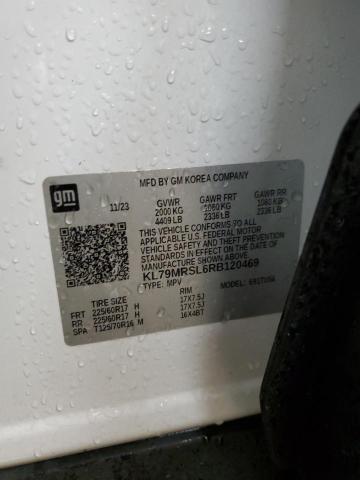 gm
MFD BY GM KOREA COMPANY
11/23 GVWR GAWR FRT GAWR RR
2000 KG 1060 KG 1060 KG
4409 LB 2336 LB 2336 LB
THIS VEHICLE CONFORMS TO ALL
APPLICABLE U.S. FEDERAL MOTOR
VEHICLE SAFETY STANDARDS IN
EFFECT ON THE DATE OF
MANUFACTURE SHOWN ABOVE.
KL79MRSL6RB120469
TYPE: MPV MODEL:
TIRE SIZE RIM
FRT 225/60R17 H 17X7.5J
RR 225/60R17 H 17X7.5J
SPA T125/70R16 M 16X4BT